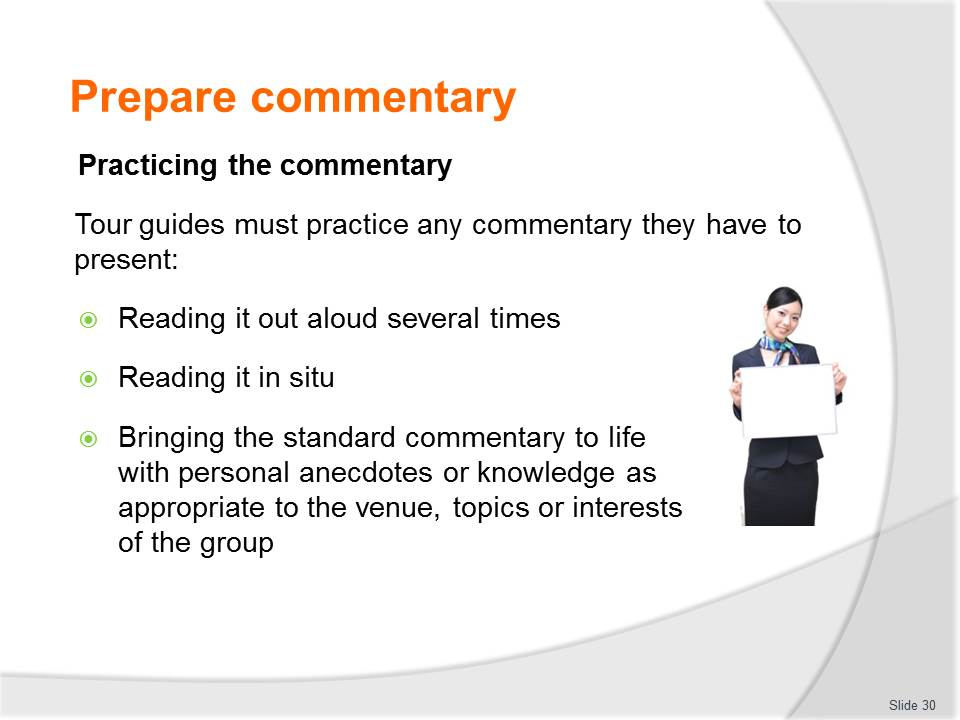 Prepare commentary
Practicing the commentary
Tour guides must practice any commentary they have to
present:
Reading it out aloud several times
Reading it in situ
Bringing the standard commentary to life
with personal anecdotes or knowledge as
appropriate to the venue, topics or interests
of the group
Slide 30